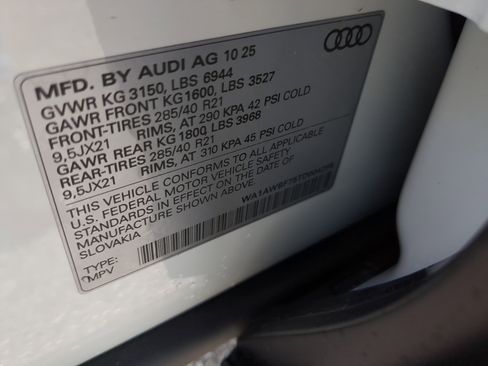 MFD. BY AUDI AG 10 25
GVWR KG 3150, LBS 6944
GAWR FRONT KG1600, LBS 3527
FRONT-TIRES 285/40 R21
9,5JX21 RIMS, AT 290 KPA 42 PSI COLD
GAWR REAR KG 1800, LBS 3968
REAR-TIRES 285/40 R21
9,5JX21 RIMS, AT 310 KPA 45 PSI COLD
THIS VEHICLE CONFORMS TO ALL APPLICABLE
U.S. FEDERAL MOTOR VEHICLE SAFETY
STANDARDS IN EFFECT ON THE DATE OF
MANUFACTURE SHOWN ABOVE.
SLOVAKIA
TYPE:
MPV